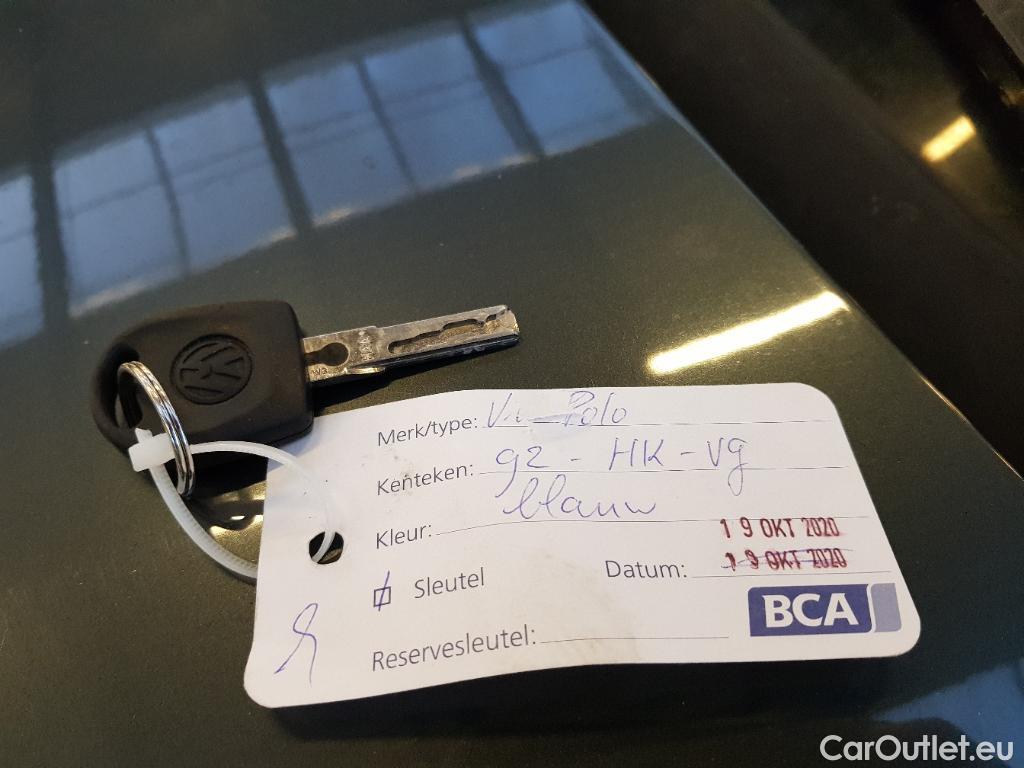 Merk/type: VW Polo
Kenteken: 92-HK-VG
Kleur: blauw
19 OKT 2020
Datum: 19 OKT 2020
Sleutel
BCA
Reservesleutel:
CarOutlet.eu